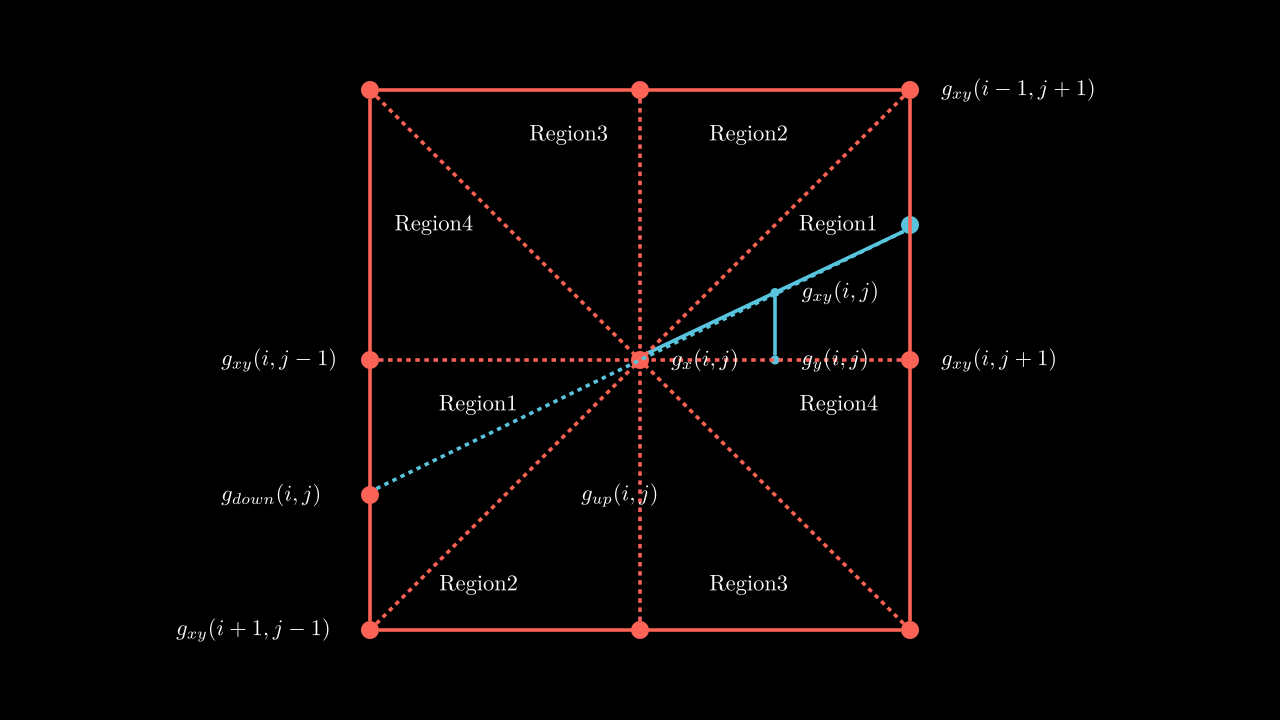 g_{xy}(i-1, j+1)
Region3 Region2
Region4 Region1
g_{xy}(i, j)
g_{xy}(i, j-1) g_x(i, j) g_y(i, j) g_{xy}(i, j+1)
Region1 Region4
g_{down}(i, j) g_{up}(i, j)
Region2 Region3
g_{xy}(i+1, j-1)